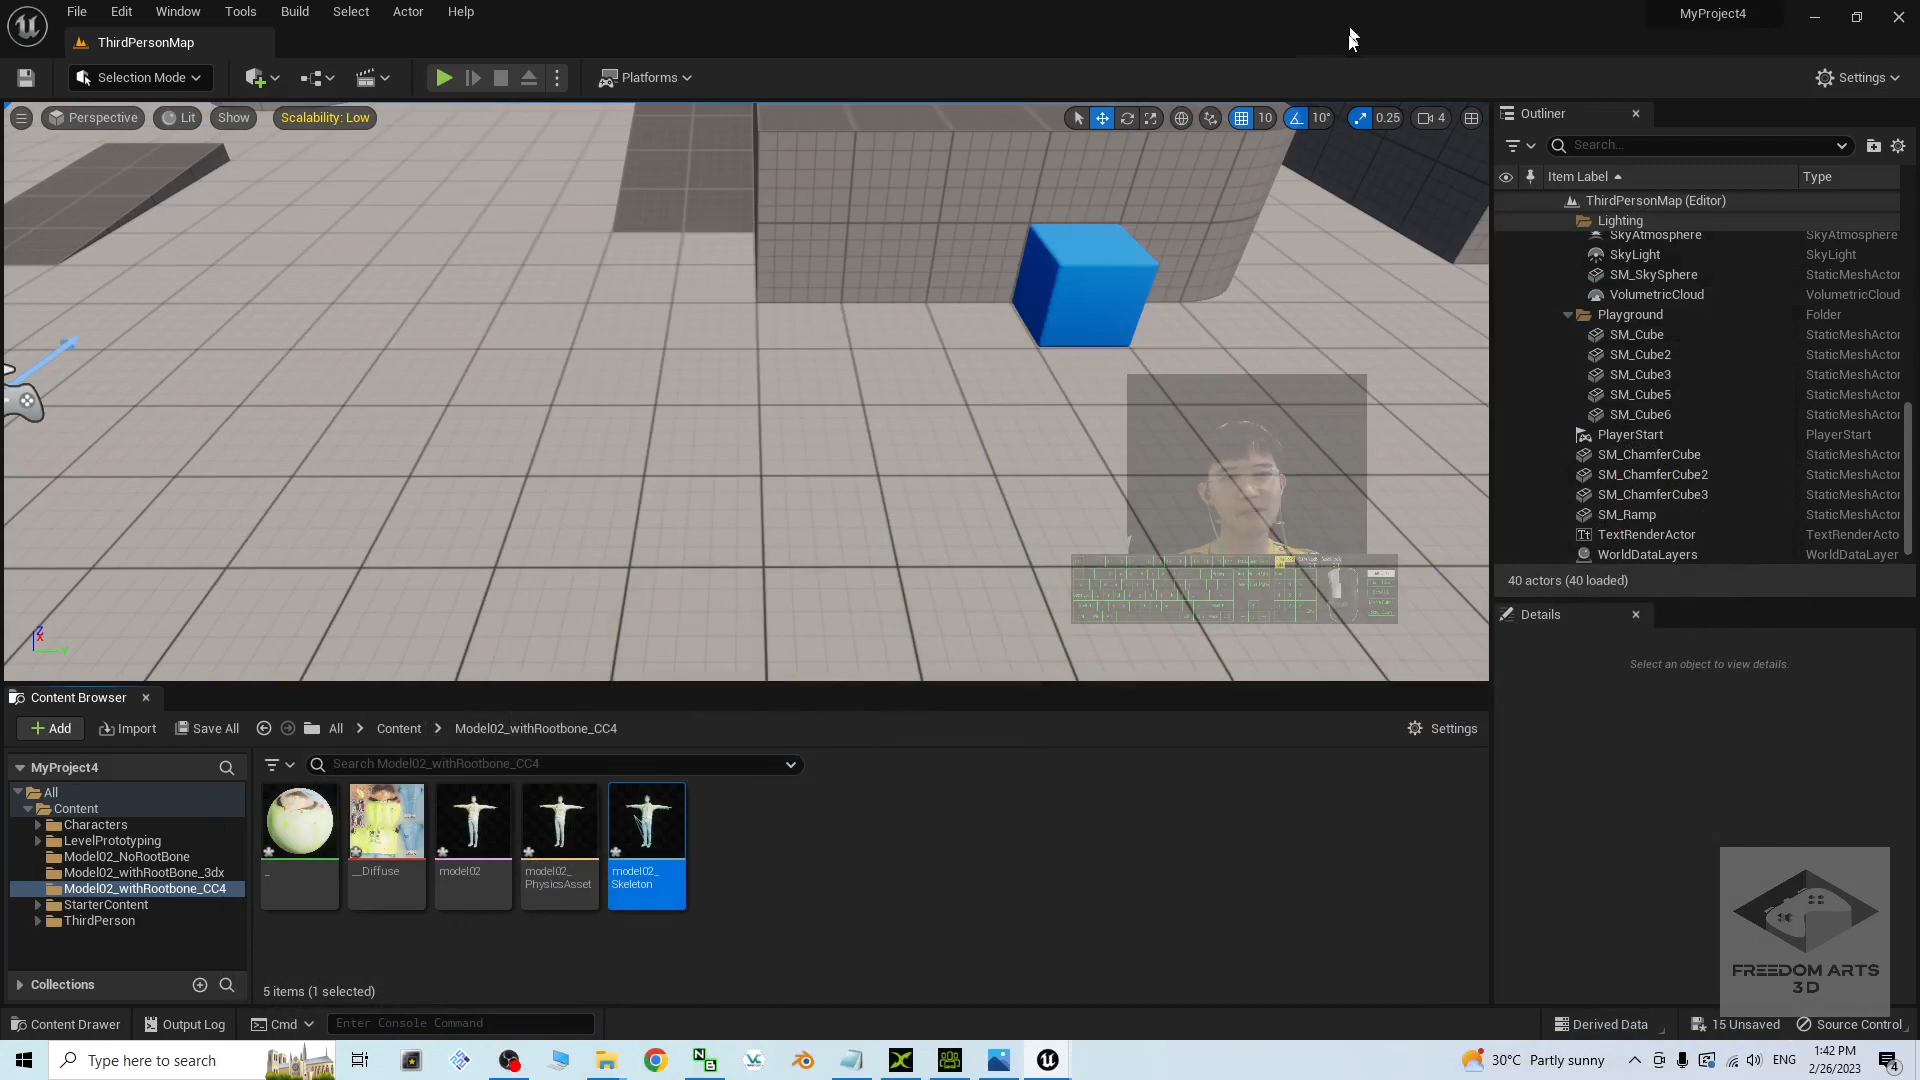 File Edit Window Tools Build Select Actor Help
MyProject4
ThirdPersonMap
Selection Mode
Platforms
Settings
Perspective Lit Show Scalability: Low
10 10° 0.25 4
Outliner
Search...
Item Label Type
ThirdPersonMap (Editor)
Lighting
SkyAtmosphere SkyAtmosphere
SkyLight SkyLight
SM_SkySphere StaticMeshActor
VolumetricCloud VolumetricCloud
Playground Folder
SM_Cube StaticMeshActor
SM_Cube2 StaticMeshActor
SM_Cube3 StaticMeshActor
SM_Cube5 StaticMeshActor
SM_Cube6 StaticMeshActor
PlayerStart PlayerStart
SM_ChamferCube StaticMeshActor
SM_ChamferCube2 StaticMeshActor
SM_ChamferCube3 StaticMeshActor
SM_Ramp StaticMeshActor
TextRenderActor TextRenderActo
WorldDataLayers WorldDataLayer
40 actors (40 loaded)
Details
Select an object to view details.
Z
X
Y
Content Browser
Add Import Save All All Content Model02_withRootbone_CC4 Settings
MyProject4
Search Model02_withRootbone_CC4
All
Content
Characters
LevelPrototyping
Model02_NoRootBone
Model02_withRootBone_3dx
Model02_withRootbone_CC4
StarterContent
ThirdPerson
_
__Diffuse
model02
model02_
PhysicsAsset
model02_
Skeleton
Collections
5 items (1 selected)
FREEDOM ARTS
3D
Content Drawer Output Log Cmd Enter Console Command Derived Data 15 Unsaved Source Control
Type here to search
30°C Partly sunny
ENG
1:42 PM
2/26/2023
4